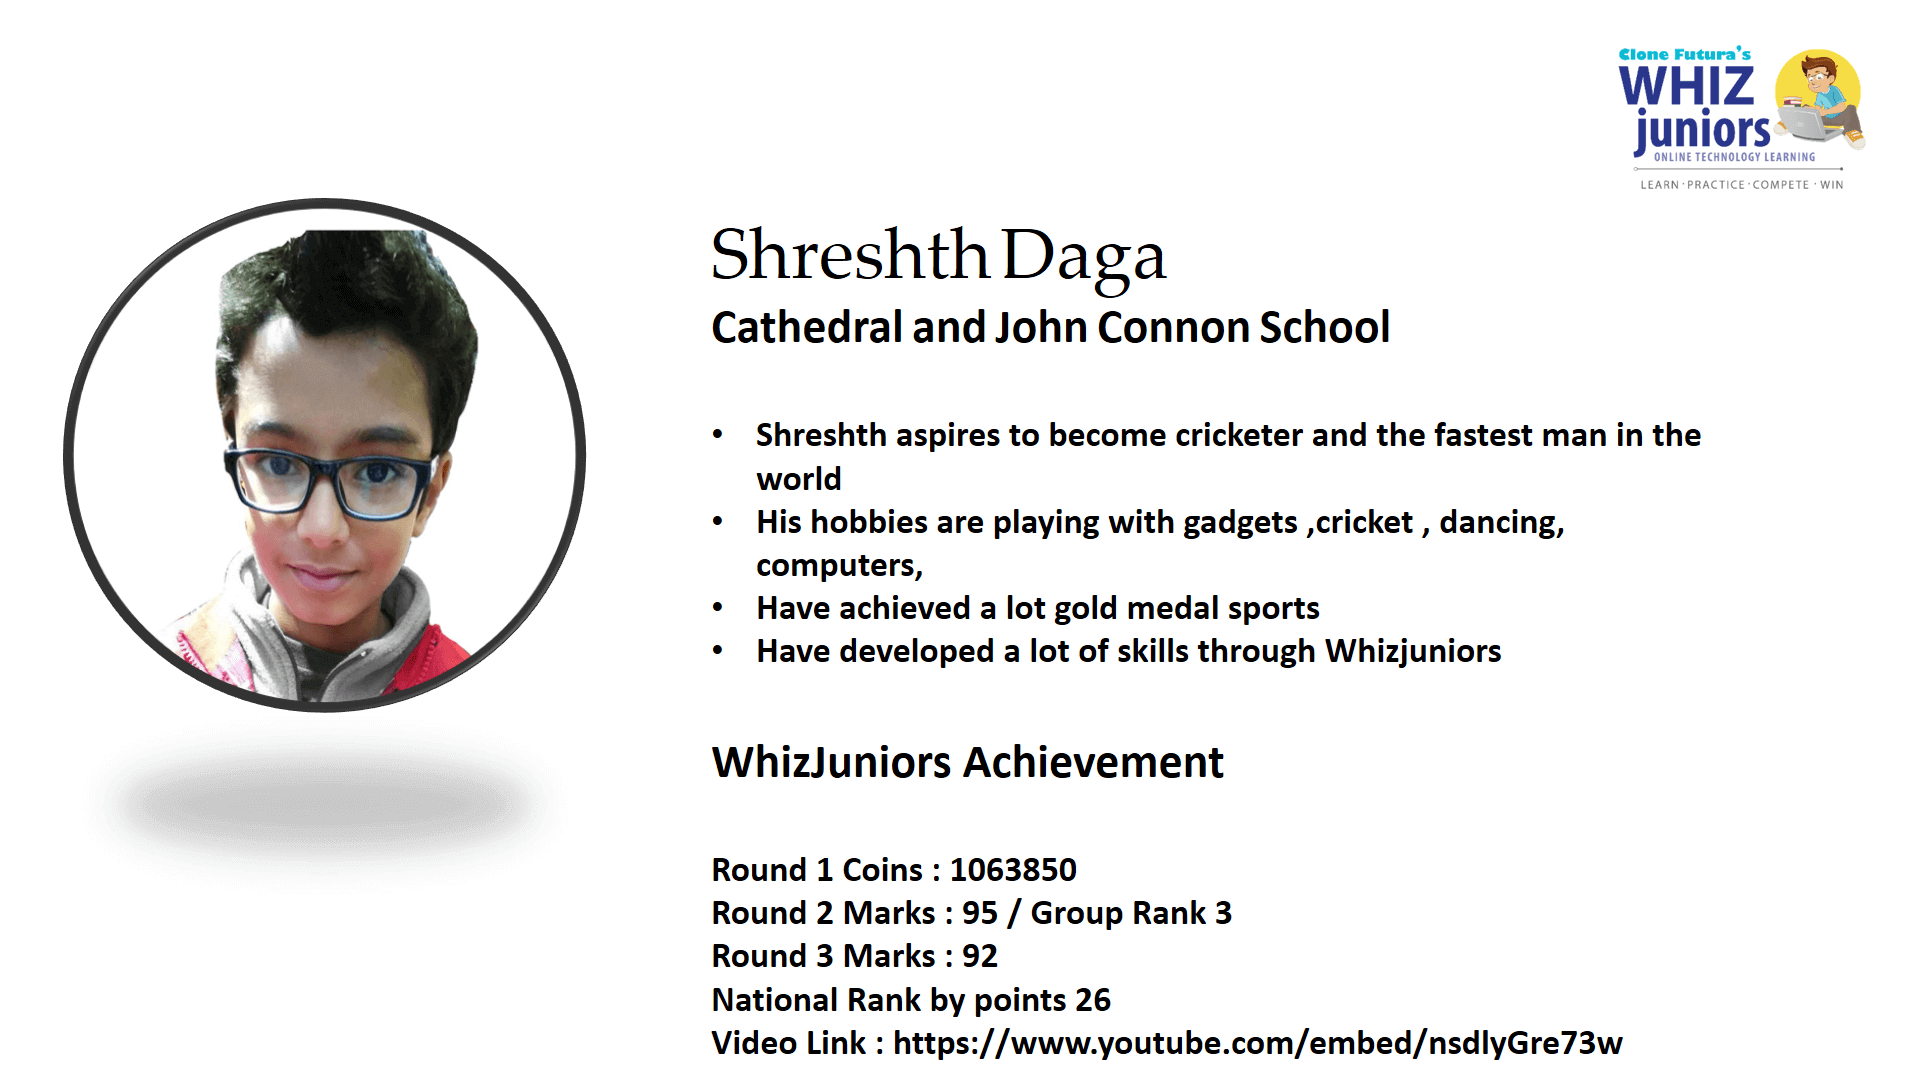 Clone Futura's
WHIZ
juniors
ONLINE TECHNOLOGY LEARNING
LEARN · PRACTICE · COMPETE · WIN
Shreshth Daga
Cathedral and John Connon School
• Shreshth aspires to become cricketer and the fastest man in the
world
• His hobbies are playing with gadgets ,cricket , dancing,
computers,
• Have achieved a lot gold medal sports
• Have developed a lot of skills through Whizjuniors
WhizJuniors Achievement
Round 1 Coins : 1063850
Round 2 Marks : 95 / Group Rank 3
Round 3 Marks : 92
National Rank by points 26
Video Link : https://www.youtube.com/embed/nsdlyGre73w